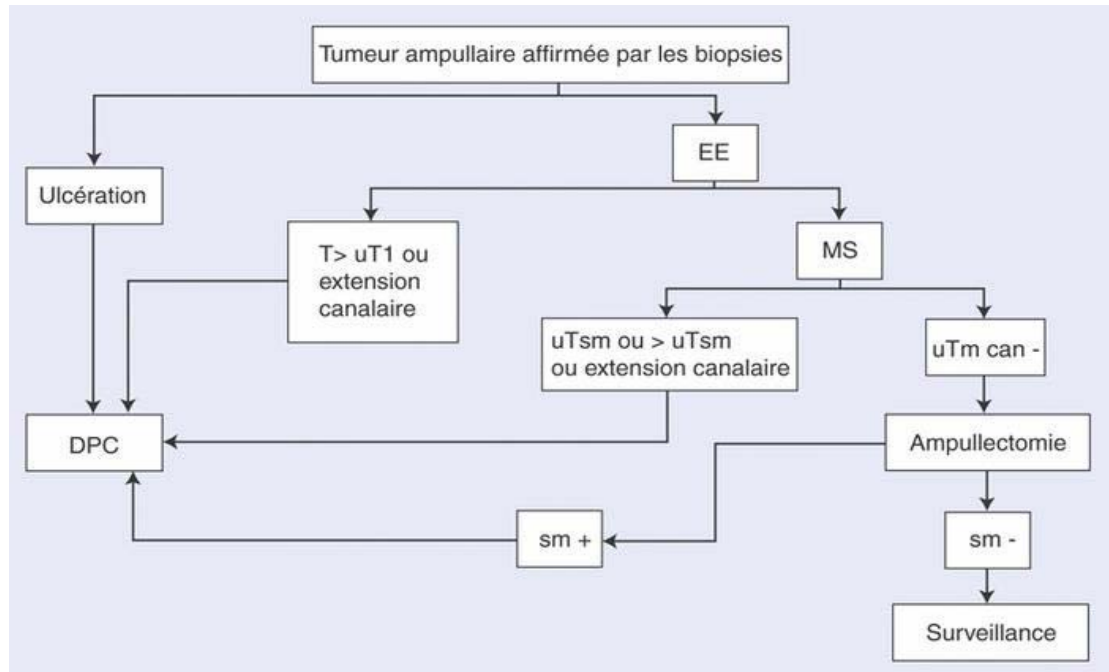 Tumeur ampullaire affirmée par les biopsies
EE
Ulcération
T> uT1 ou
extension
canalaire
MS
uTsm ou > uTsm
ou extension canalaire
uTm can -
DPC
Ampullectomie
sm +
sm -
Surveillance